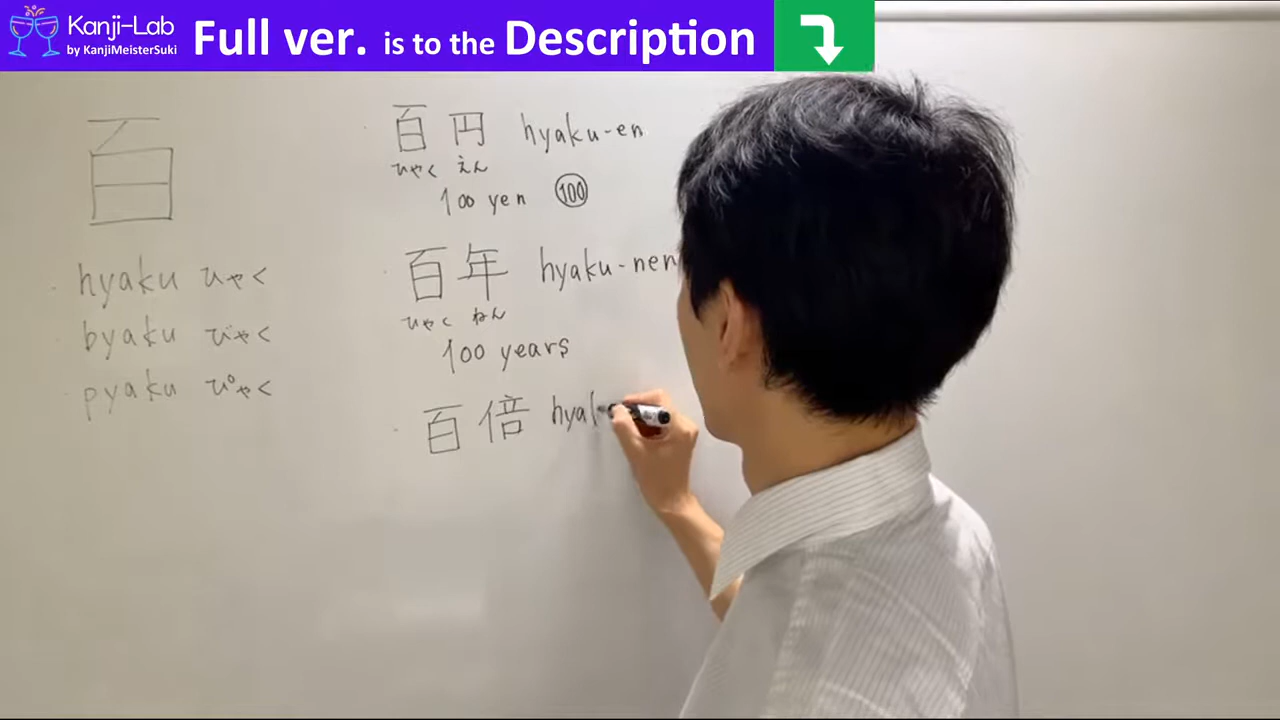 Kanji-Lab
by KanjiMeisterSuki
Full ver. is to the Description
百
hyaku ひゃく
byaku びゃく
pyaku ぴゃく
百円 hyaku-en
ひゃく えん
100 yen 100
百年 hyaku-nen
ひゃく ねん
100 years
百倍